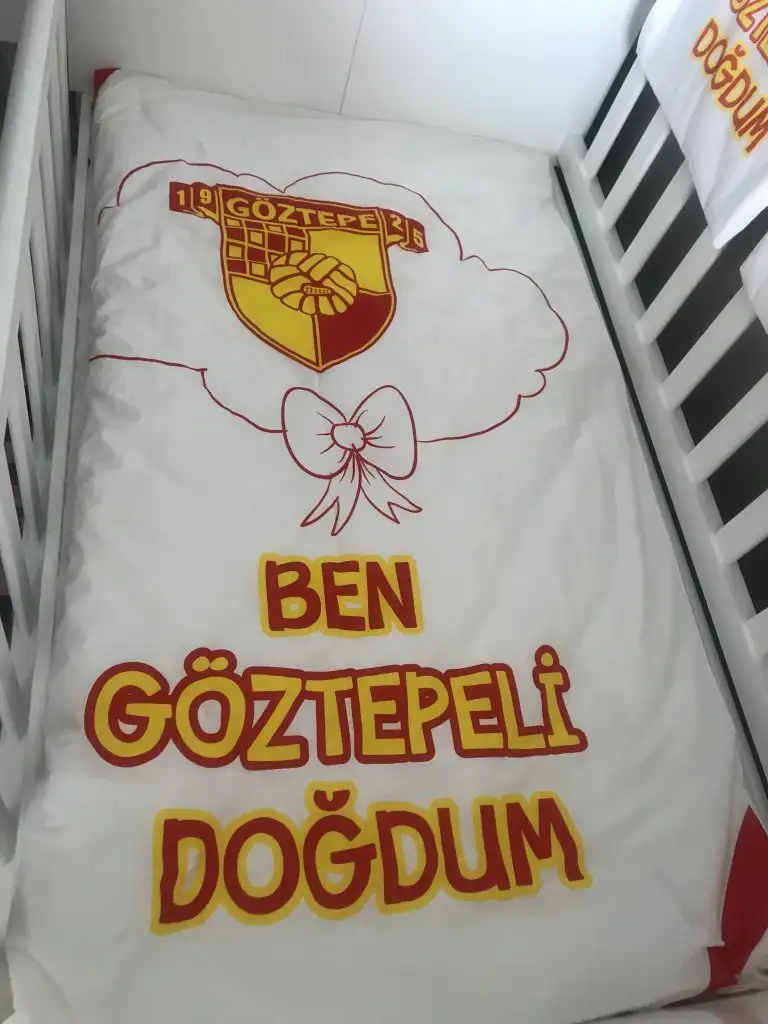 19 GÖZTEPE 25
BEN
GÖZTEPELİ
DOĞDUM
DOĞDUM